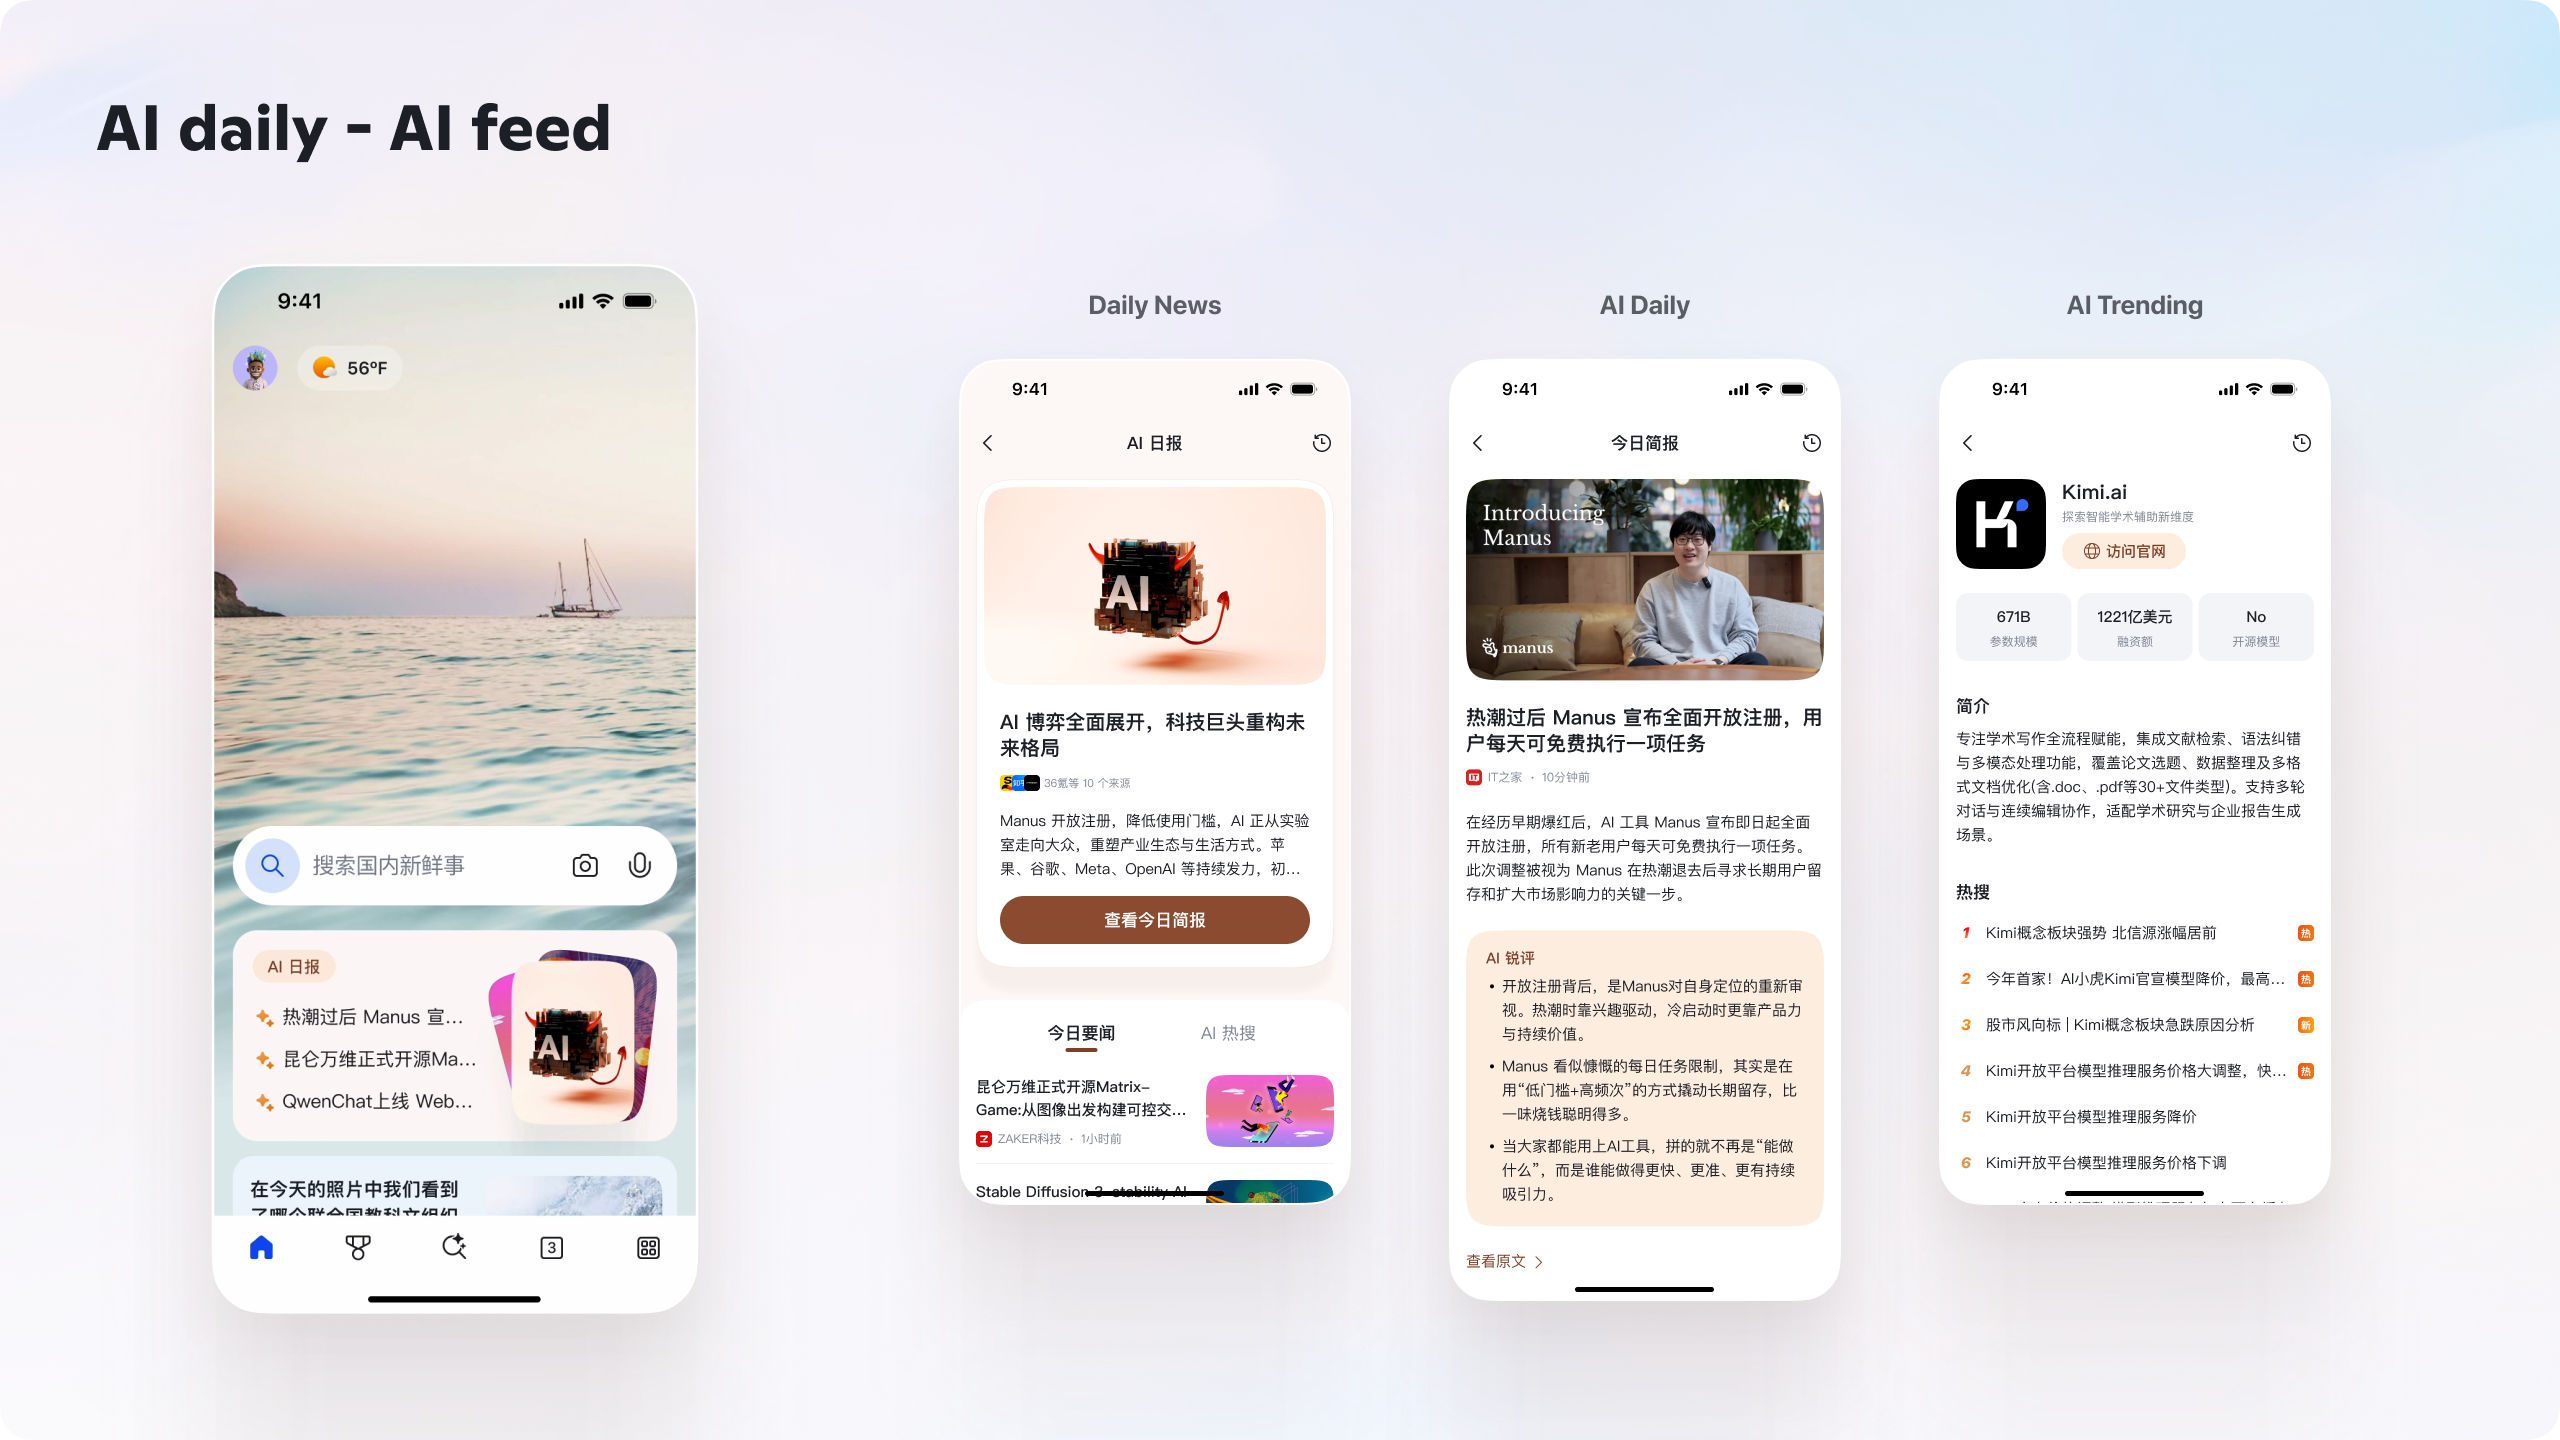 AI daily - AI feed
9:41
56°F
搜索国内新鲜事
AI 日报
热潮过后 Manus 宣...
昆仑万维正式开源Ma...
QwenChat上线 Web...
AI
在今天的照片中我们看到
了哪个联合国教科文组织
3
Daily News
9:41
AI 日报
AI
AI 博弈全面展开，科技巨头重构未
来格局
36氪等 10 个来源
Manus 开放注册，降低使用门槛，AI 正从实验
室走向大众，重塑产业生态与生活方式。苹
果、谷歌、Meta、OpenAI 等持续发力，初...
查看今日简报
今日要闻
AI 热搜
昆仑万维正式开源Matrix-
Game:从图像出发构建可控交...
ZAKER科技 · 1小时前
Stable Diffusion 3-stability AI
AI Daily
9:41
今日简报
Introducing
Manus
manus
热潮过后 Manus 宣布全面开放注册，用
户每天可免费执行一项任务
IT
IT之家 · 10分钟前
在经历早期爆红后，AI 工具 Manus 宣布即日起全面
开放注册，所有新老用户每天可免费执行一项任务。
此次调整被视为 Manus 在热潮退去后寻求长期用户留
存和扩大市场影响力的关键一步。
AI 锐评
• 开放注册背后，是Manus对自身定位的重新审
视。热潮时靠兴趣驱动，冷启动时更靠产品力
与持续价值。
• Manus 看似慷慨的每日任务限制，其实是在
用“低门槛+高频次”的方式撬动长期留存，比
一味烧钱聪明得多。
• 当大家都能用上AI工具，拼的就不再是“能做
什么”，而是谁能做得更快、更准、更有持续
吸引力。
查看原文
AI Trending
9:41
K
Kimi.ai
探索智能学术辅助新维度
访问官网
671B
参数规模
1221亿美元
融资额
No
开源模型
简介
专注学术写作全流程赋能，集成文献检索、语法纠错
与多模态处理功能，覆盖论文选题、数据整理及多格
式文档优化(含.doc、.pdf等30+文件类型)。支持多轮
对话与连续编辑协作，适配学术研究与企业报告生成
场景。
热搜
1 Kimi概念板块强势 北信源涨幅居前 热
2 今年首家！AI小虎Kimi官宣模型降价，最高... 热
3 股市风向标 | Kimi概念板块急跌原因分析 新
4 Kimi开放平台模型推理服务价格大调整，快... 热
5 Kimi开放平台模型推理服务降价
6 Kimi开放平台模型推理服务价格下调